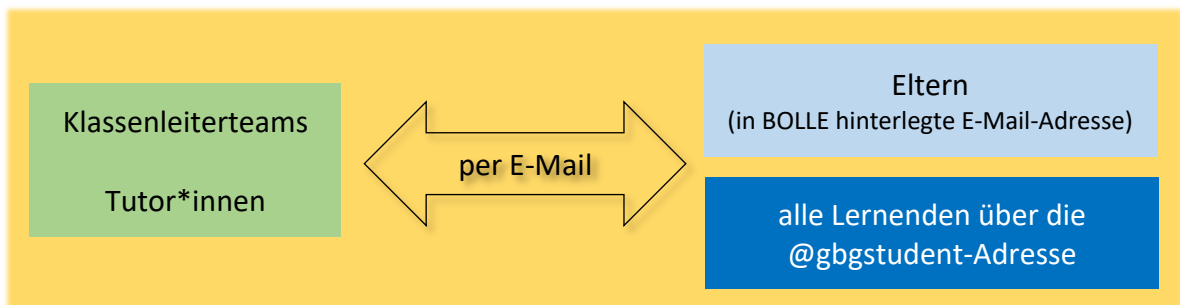 Klassenleiterteams
Tutor*innen
per E-Mail
Eltern
(in BOLLE hinterlegte E-Mail-Adresse)
alle Lernenden über die
@gbgstudent-Adresse